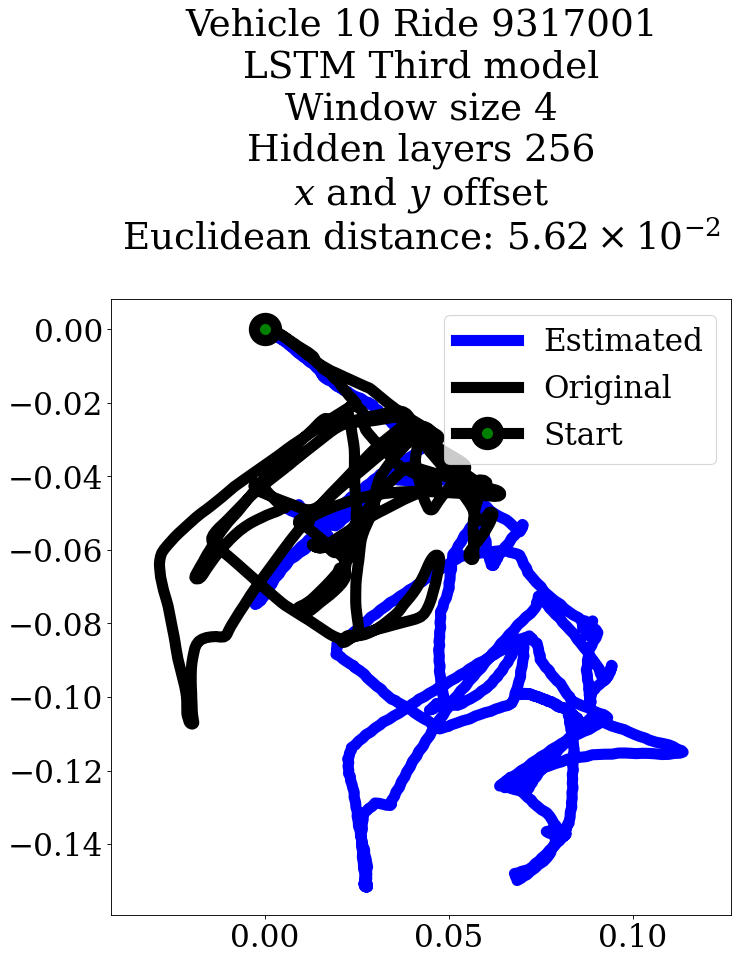 Vehicle 10 Ride 9317001
LSTM Third model
Window size 4
Hidden layers 256
x and y offset
Euclidean distance: 5.62 × 10⁻²
Estimated
Original
Start
0.00
−0.02
−0.04
−0.06
−0.08
−0.10
−0.12
−0.14
0.00 0.05 0.10